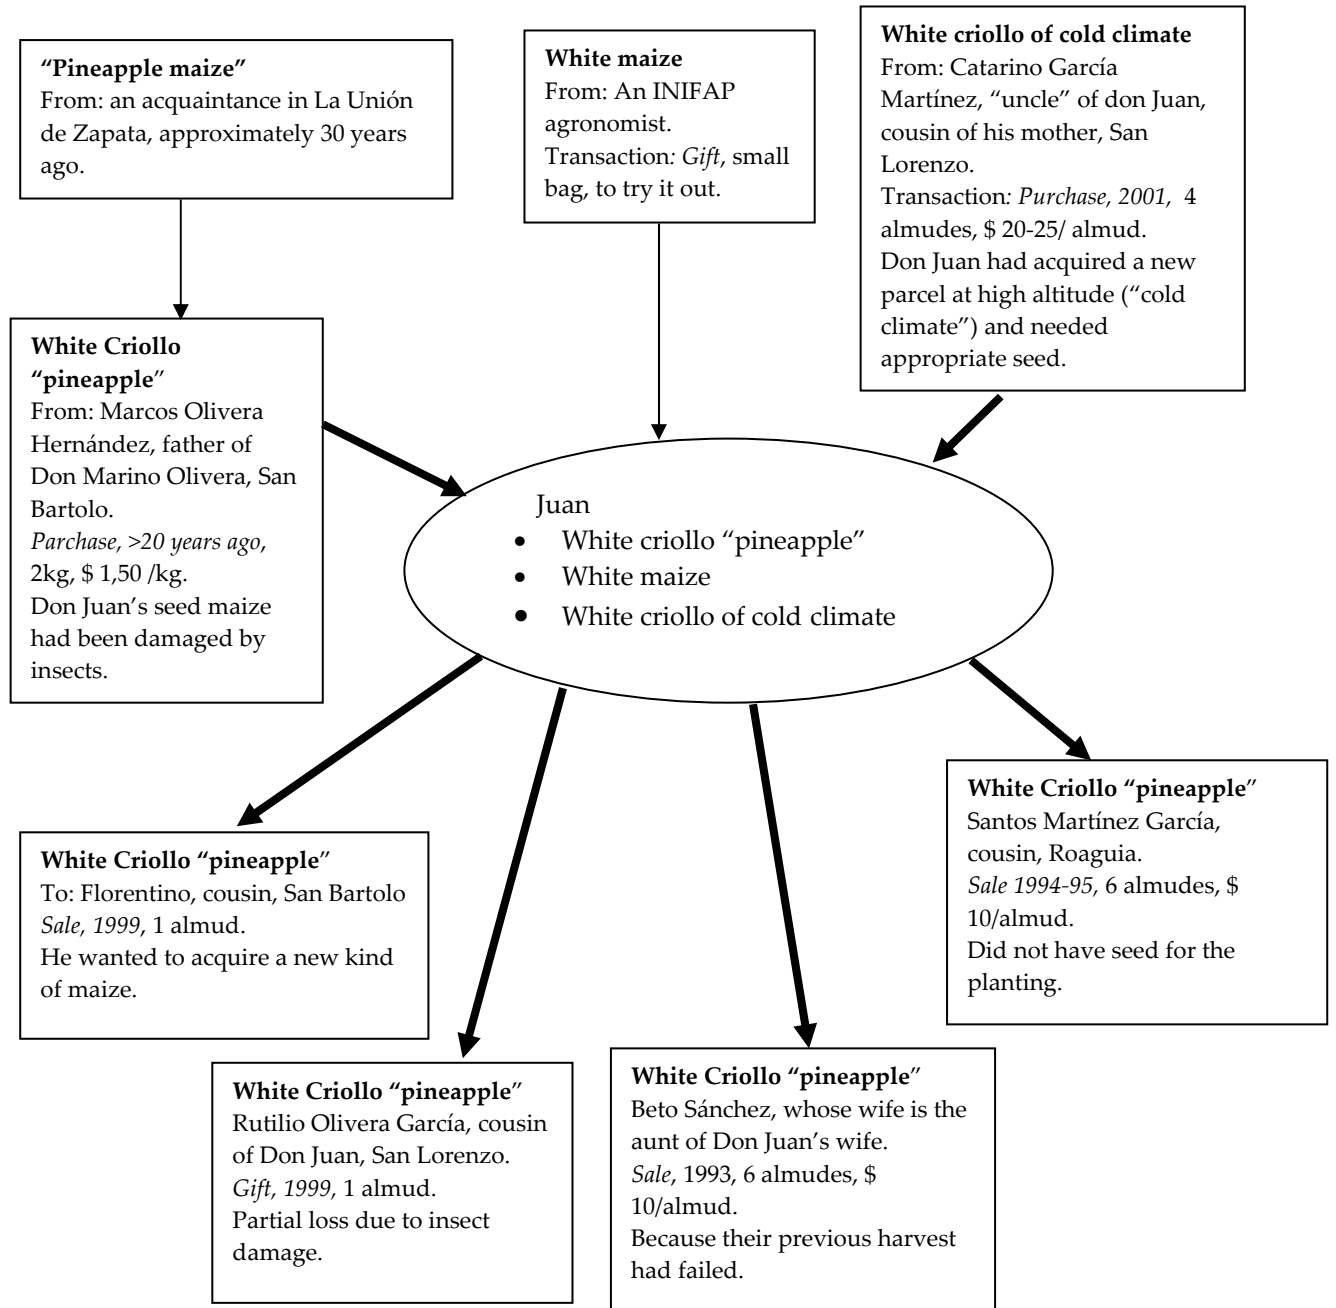 “Pineapple maize”
From: an acquaintance in La Unión
de Zapata, approximately 30 years
ago.
White maize
From: An INIFAP
agronomist.
Transaction: Gift, small
bag, to try it out.
White criollo of cold climate
From: Catarino García
Martínez, “uncle” of don Juan,
cousin of his mother, San
Lorenzo.
Transaction: Purchase, 2001, 4
almudes, $ 20-25/ almud.
Don Juan had acquired a new
parcel at high altitude (“cold
climate”) and needed
appropriate seed.
White Criollo
“pineapple”
From: Marcos Olivera
Hernández, father of
Don Marino Olivera, San
Bartolo.
Parchase, >20 years ago,
2kg, $ 1,50 /kg.
Don Juan’s seed maize
had been damaged by
insects.
Juan
• White criollo “pineapple”
• White maize
• White criollo of cold climate
White Criollo “pineapple”
To: Florentino, cousin, San Bartolo
Sale, 1999, 1 almud.
He wanted to acquire a new kind
of maize.
White Criollo “pineapple”
Rutilio Olivera García, cousin
of Don Juan, San Lorenzo.
Gift, 1999, 1 almud.
Partial loss due to insect
damage.
White Criollo “pineapple”
Beto Sánchez, whose wife is the
aunt of Don Juan’s wife.
Sale, 1993, 6 almudes, $
10/almud.
Because their previous harvest
had failed.
White Criollo “pineapple”
Santos Martínez García,
cousin, Roaguia.
Sale 1994-95, 6 almudes, $
10/almud.
Did not have seed for the
planting.